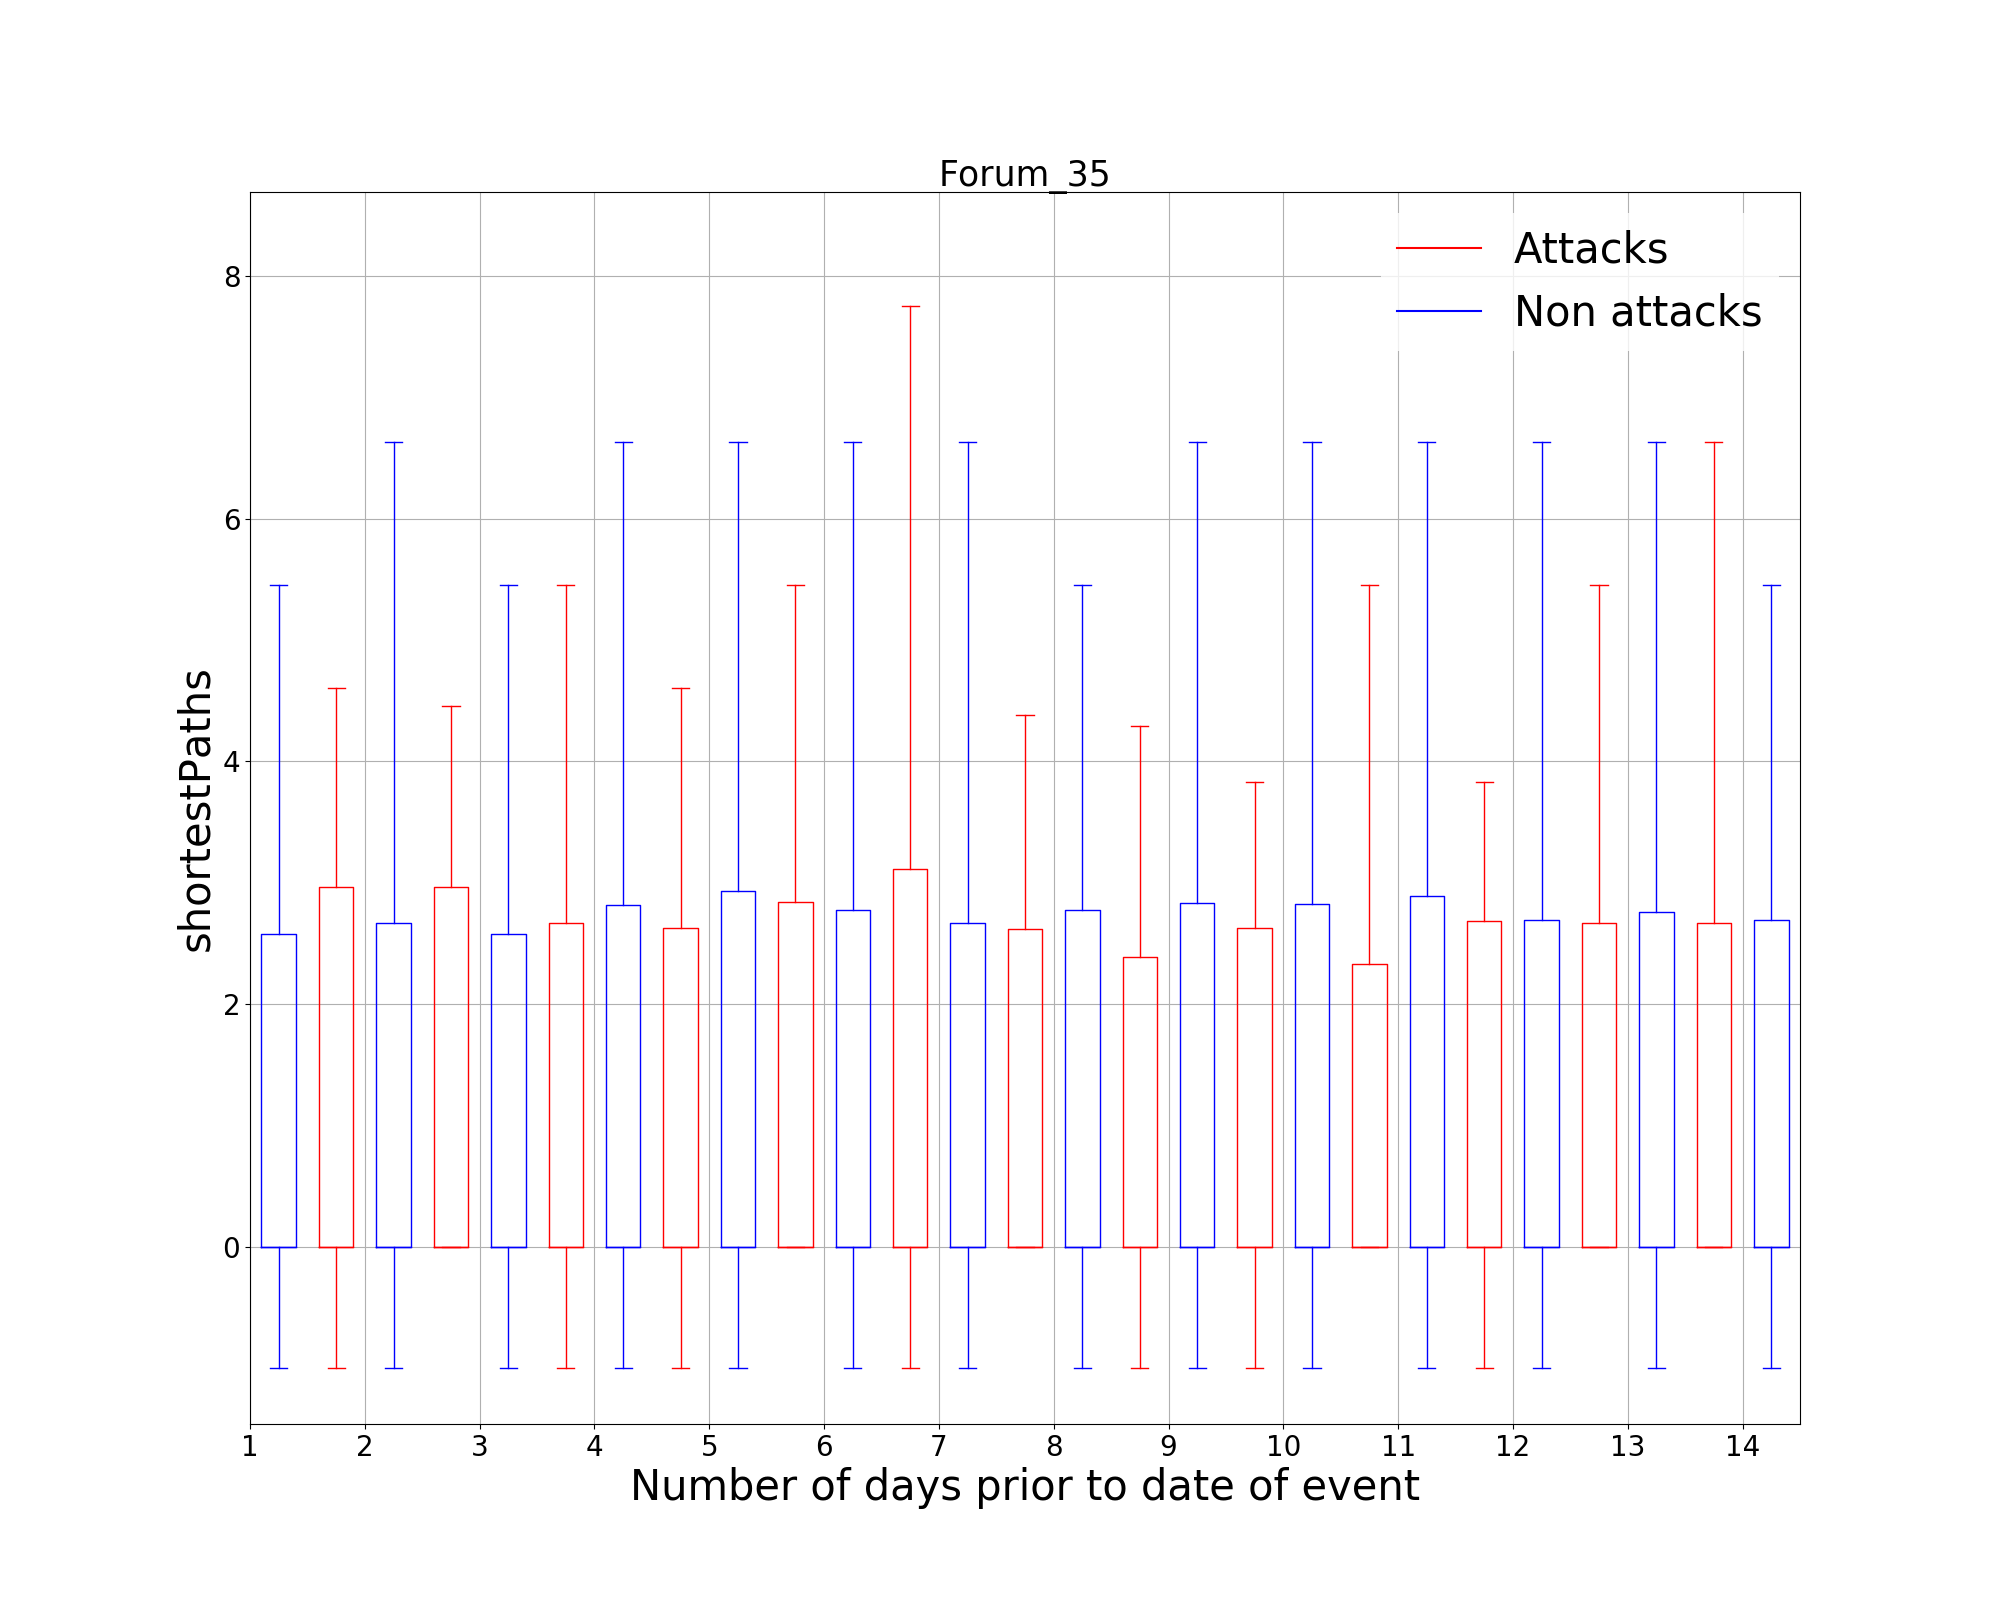 Forum_35
Attacks
Non attacks
shortestPaths
8
6
4
2
0
1 2 3 4 5 6 7 8 9 10 11 12 13 14
Number of days prior to date of event